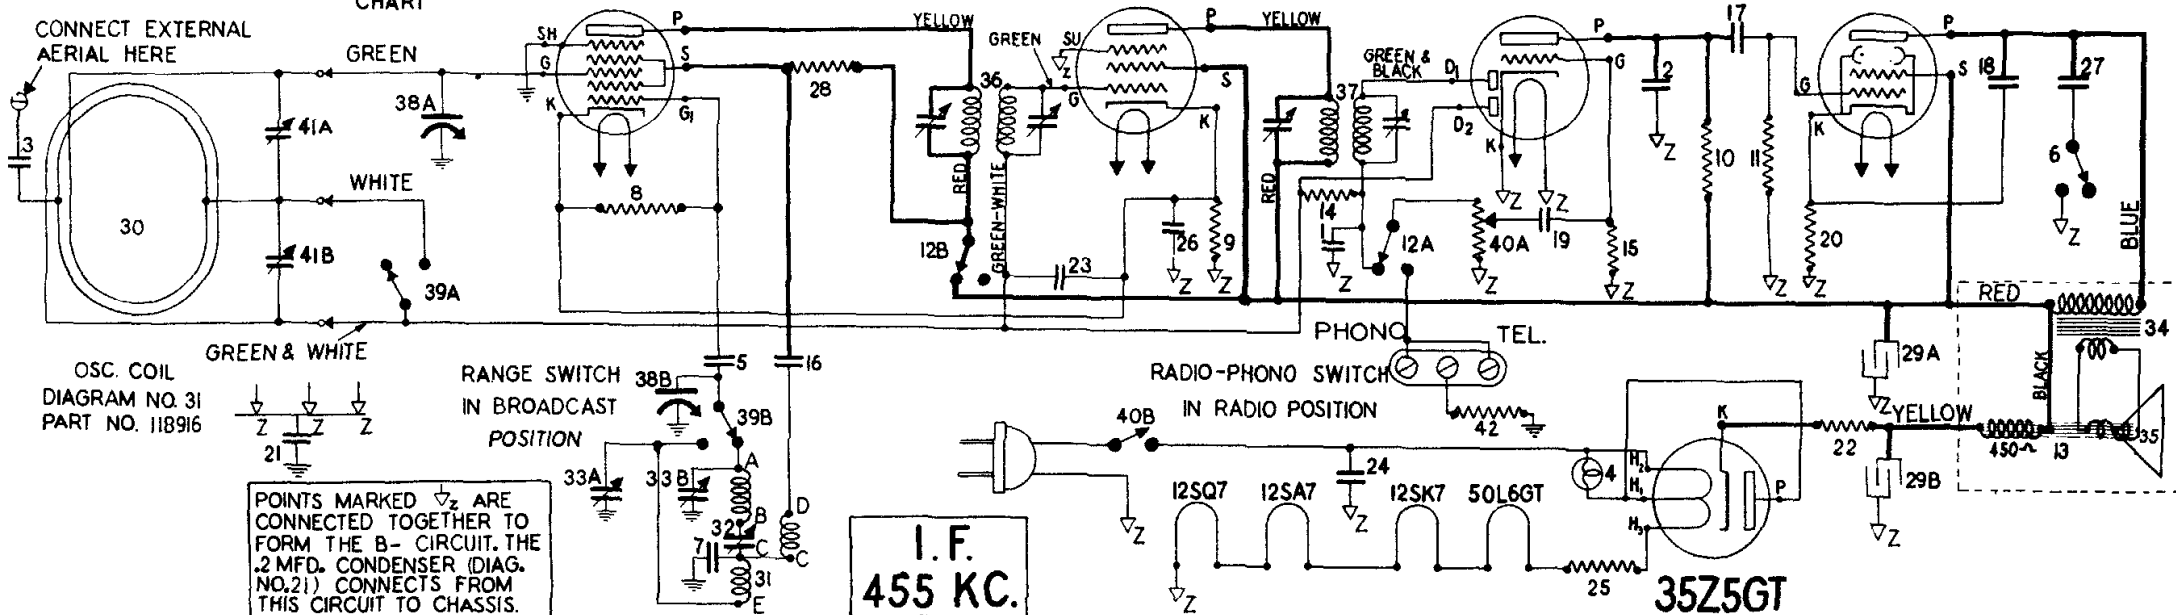 CHART
CONNECT EXTERNAL
AERIAL HERE
GREEN
WHITE
GREEN & WHITE
3
30
41A
41B
38A
39A
SH
G
K
P
S
G1
8
28
YELLOW
36
GREEN
RED
GREEN-WHITE
12B
SU
Z
G
P
S
K
23
26
9
Z
Z
YELLOW
RED
37
GREEN &
BLACK
D1
D2
K
P
G
Z
Z
14
1
Z
12A
40A
Z
19
15
Z
2
Z
10
11
Z
17
G
K
P
S
20
Z
18
27
6
Z
BLUE
RED
34
BLACK
35
13
450
YELLOW
29A
Z
29B
Z
22
OSC. COIL
DIAGRAM NO. 31
PART NO. 118916
Z
Z
Z
21
RANGE SWITCH
IN BROADCAST
POSITION
5
16
38B
39B
33A
33B
A
B
32
C
7
31
E
D
C
PHONO
TEL.
RADIO-PHONO SWITCH
IN RADIO POSITION
42
40B
Z
24
Z
4
12SQ7
12SA7
12SK7
50L6GT
Z
25
K
H2
H1
H3
P
35Z5GT
POINTS MARKED Z ARE
CONNECTED TOGETHER TO
FORM THE B- CIRCUIT. THE
.2 MFD. CONDENSER (DIAG.
NO.21) CONNECTS FROM
THIS CIRCUIT TO CHASSIS.
I.F.
455 KC.